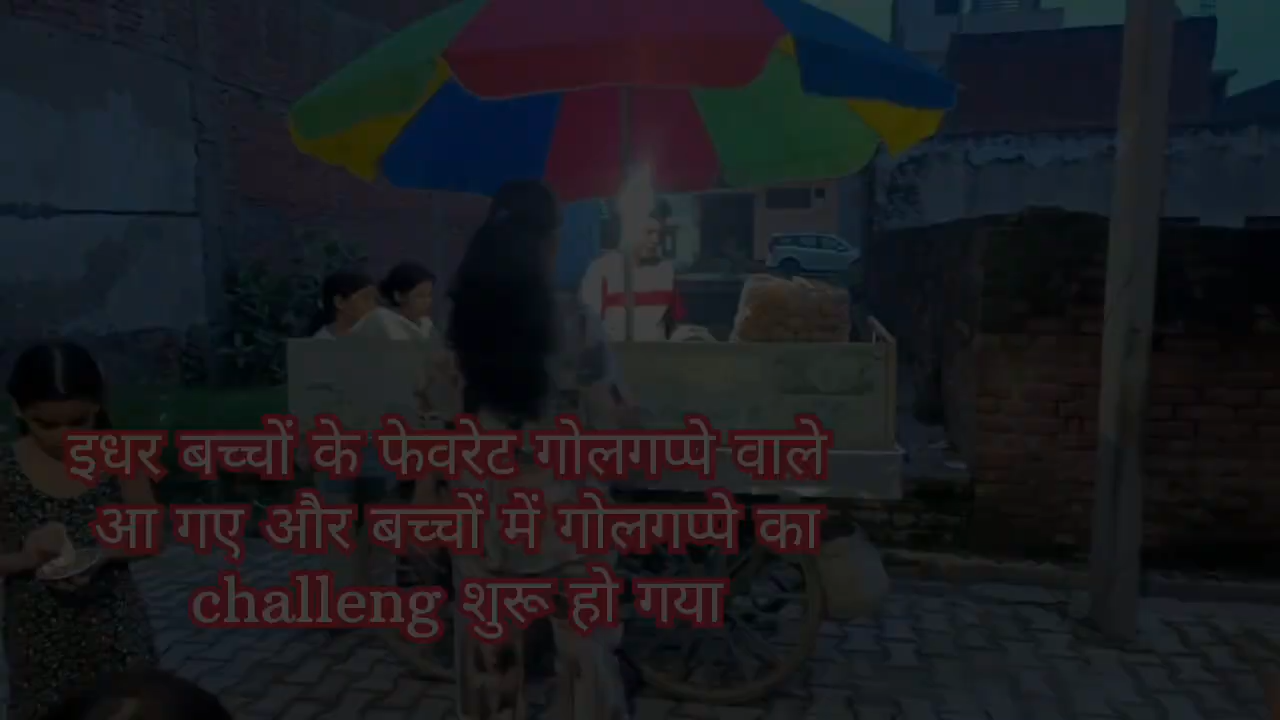 इधर बच्चों के फेवरेट गोलगप्पे वाले
आ गए और बच्चों में गोलगप्पे का
challeng शुरू हो गया